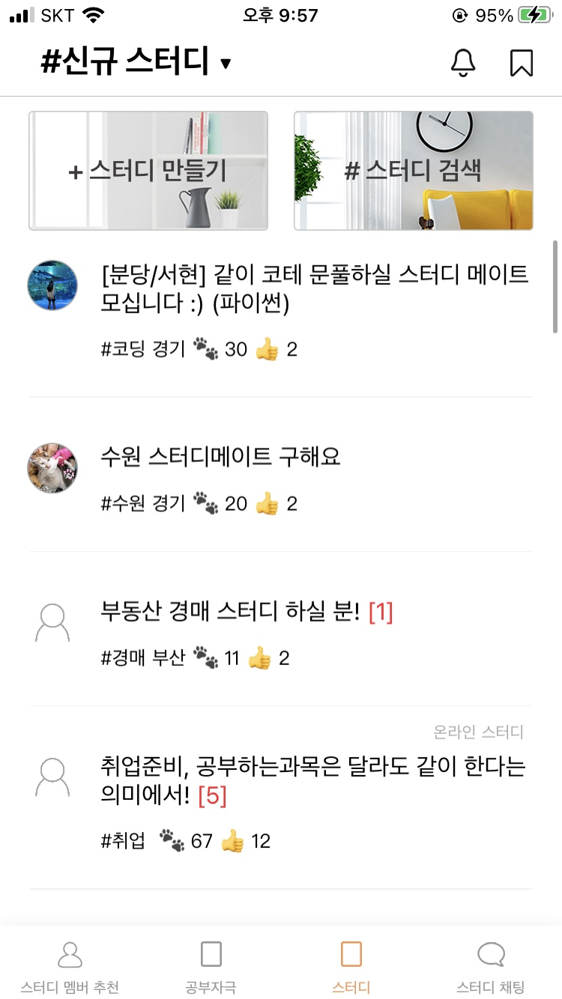 SKT 오후 9:57 95%
#신규 스터디 ▼
+ 스터디 만들기 # 스터디 검색
[분당/서현] 같이 코테 문풀하실 스터디 메이트
모십니다 :) (파이썬)
#코딩 경기 🐾 30 👍 2
수원 스터디메이트 구해요
#수원 경기 🐾 20 👍 2
부동산 경매 스터디 하실 분! [1]
#경매 부산 🐾 11 👍 2
온라인 스터디
취업준비, 공부하는과목은 달라도 같이 한다는
의미에서! [5]
#취업 🐾 67 👍 12
스터디 멤버 추천 공부자극 스터디 스터디 채팅